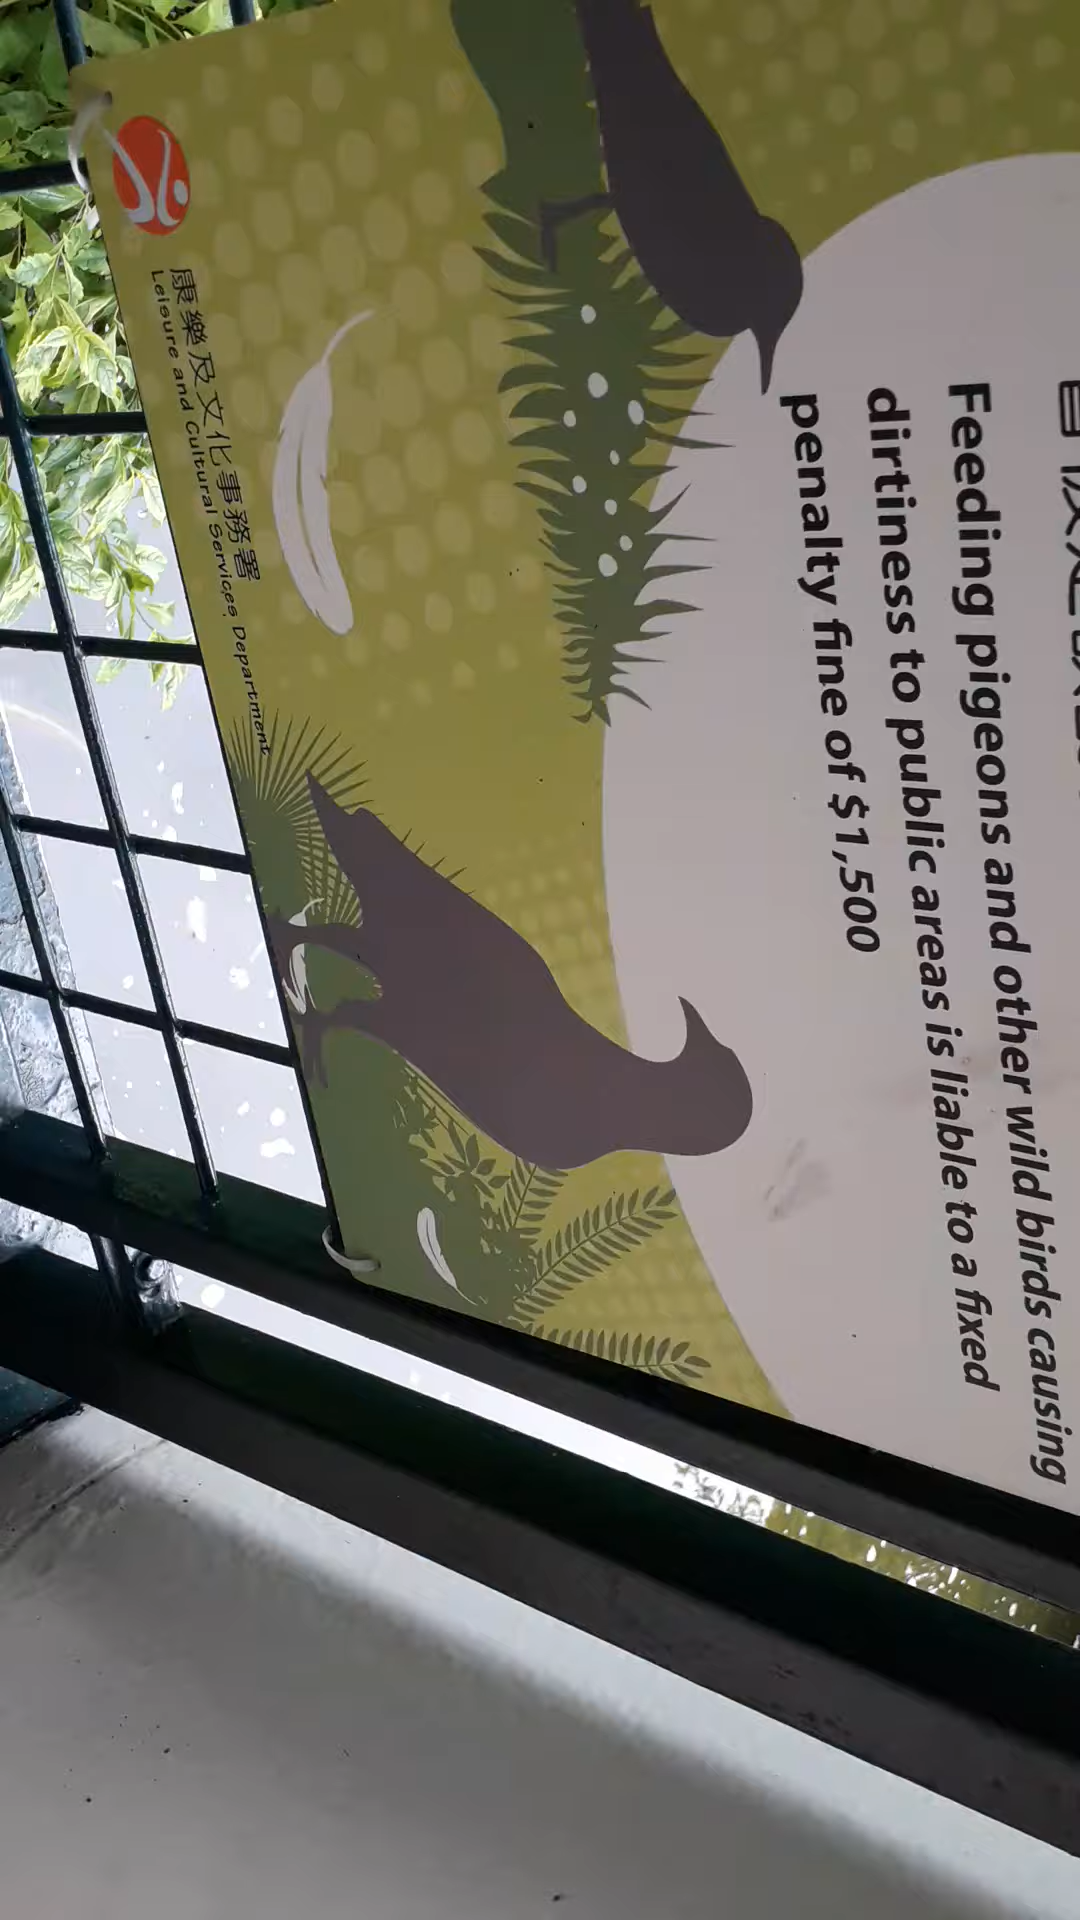 Feeding pigeons and other wild birds causing
dirtiness to public areas is liable to a fixed
penalty fine of $1,500
康樂及文化事務署
Leisure and Cultural Services Department